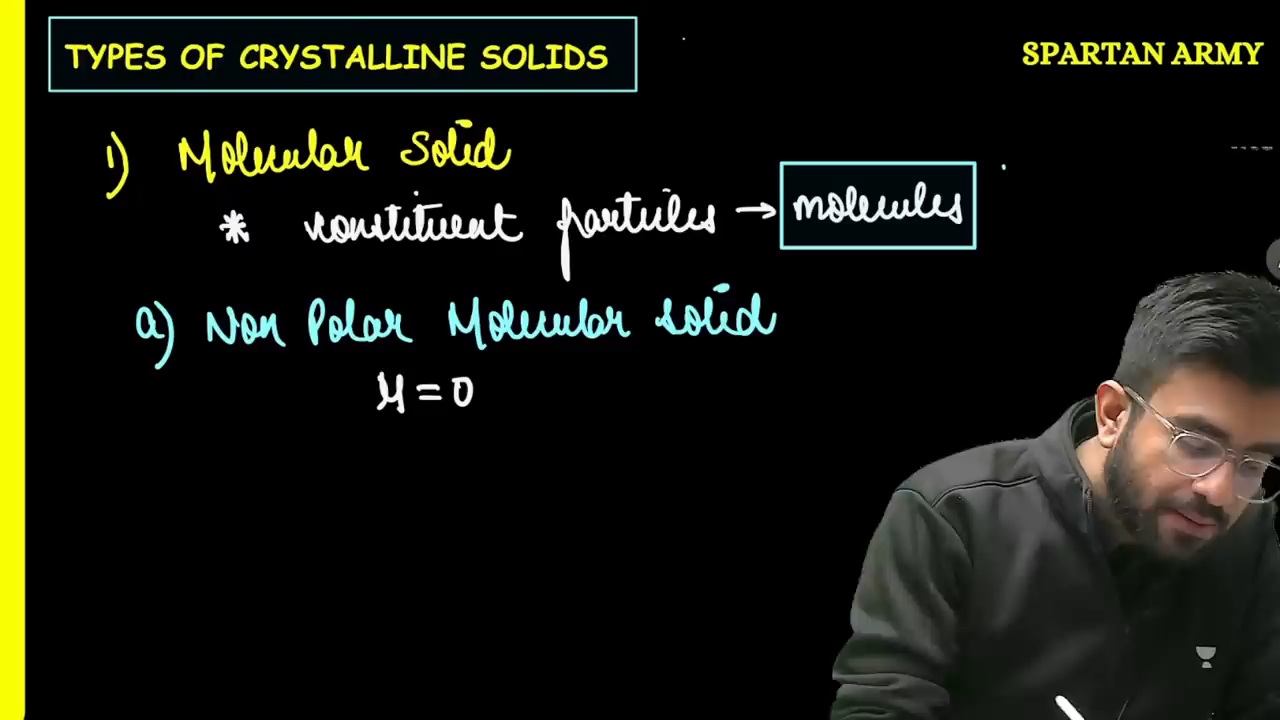 TYPES OF CRYSTALLINE SOLIDS
SPARTAN ARMY
1) Molecular Solid
* constituent particles → molecules
a) Non Polar Molecular solid
μ = 0